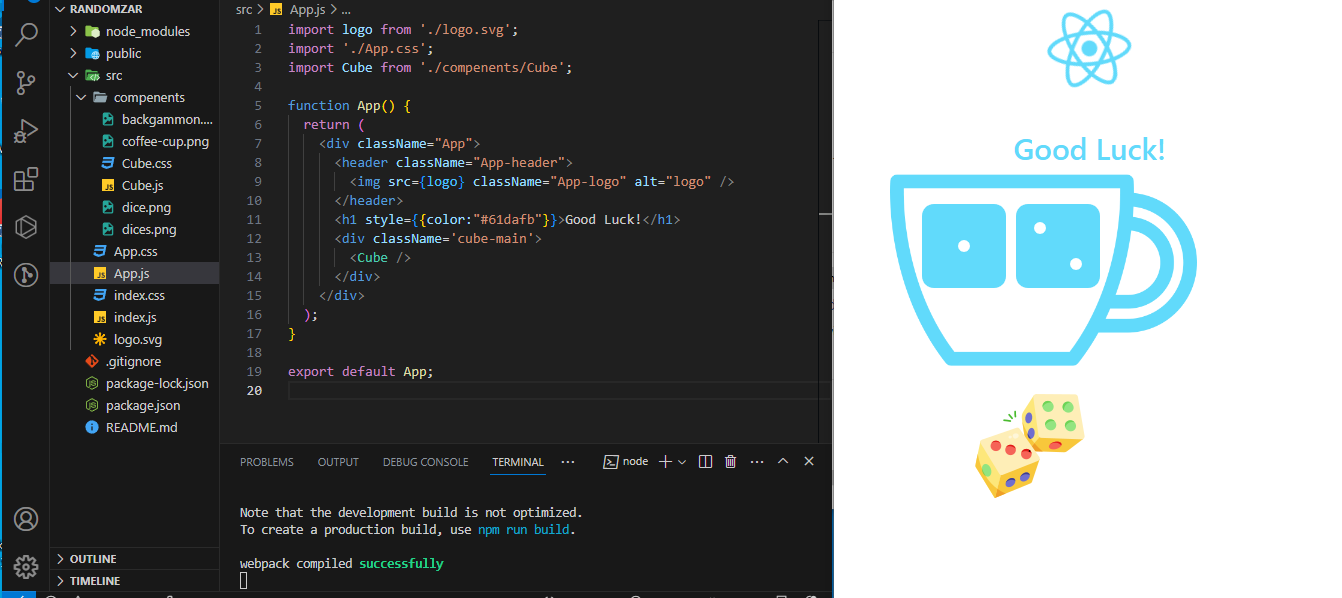 RANDOMZAR
node_modules
public
src
compenents
backgammon....
coffee-cup.png
Cube.css
Cube.js
dice.png
dices.png
App.css
App.js
index.css
index.js
logo.svg
.gitignore
package-lock.json
package.json
README.md
OUTLINE
TIMELINE
src > JS App.js > ...
1 import logo from './logo.svg';
2 import './App.css';
3 import Cube from './compenents/Cube';
4
5 function App() {
6 return (
7 <div className="App">
8 <header className="App-header">
9 <img src={logo} className="App-logo" alt="logo" />
10 </header>
11 <h1 style={{color:"#61dafb"}}>Good Luck!</h1>
12 <div className='cube-main'>
13 <Cube />
14 </div>
15 </div>
16 );
17 }
18
19 export default App;
20
PROBLEMS OUTPUT DEBUG CONSOLE TERMINAL ... node
Note that the development build is not optimized.
To create a production build, use npm run build.
webpack compiled successfully
Good Luck!